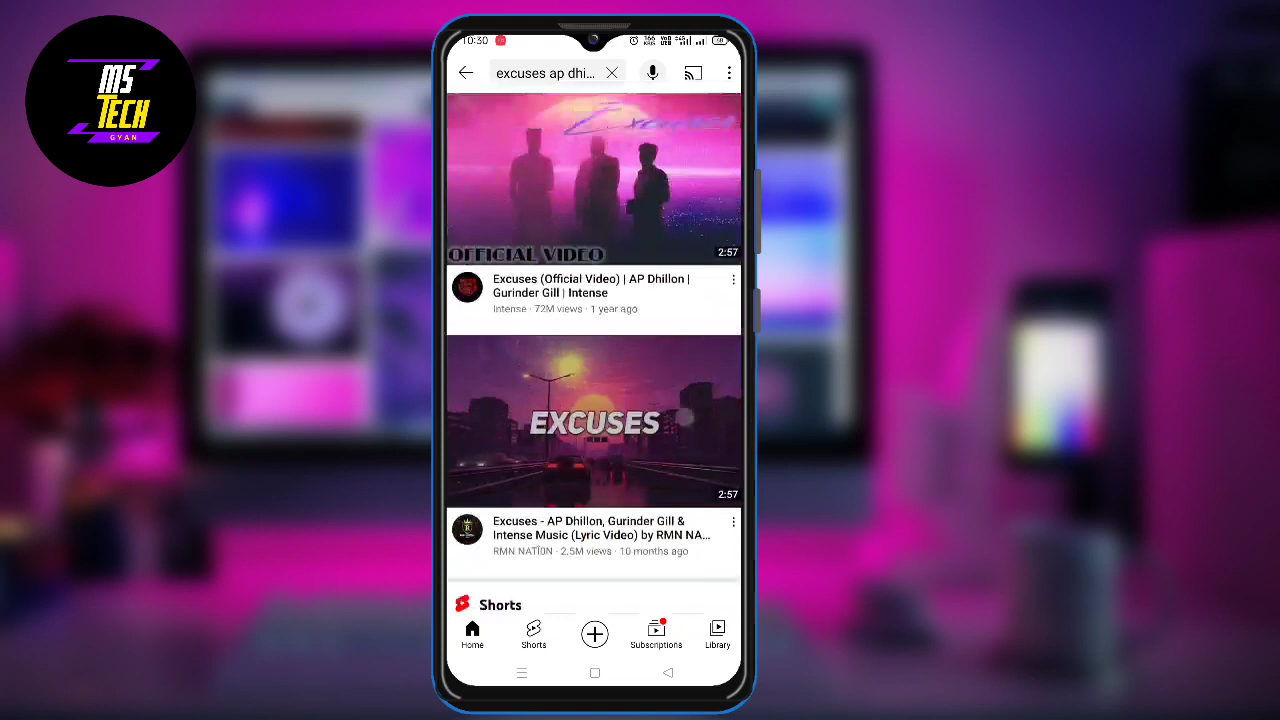 MS
TECH
GYAN
10:30
excuses ap dhi...
Excuses
OFFICIAL VIDEO
2:57
Excuses (Official Video) | AP Dhillon |
Gurinder Gill | Intense
Intense · 72M views · 1 year ago
EXCUSES
2:57
Excuses - AP Dhillon, Gurinder Gill &
Intense Music (Lyric Video) by RMN NA...
RMN NATĪON · 2.5M views · 10 months ago
Shorts
Home
Shorts
Subscriptions
Library